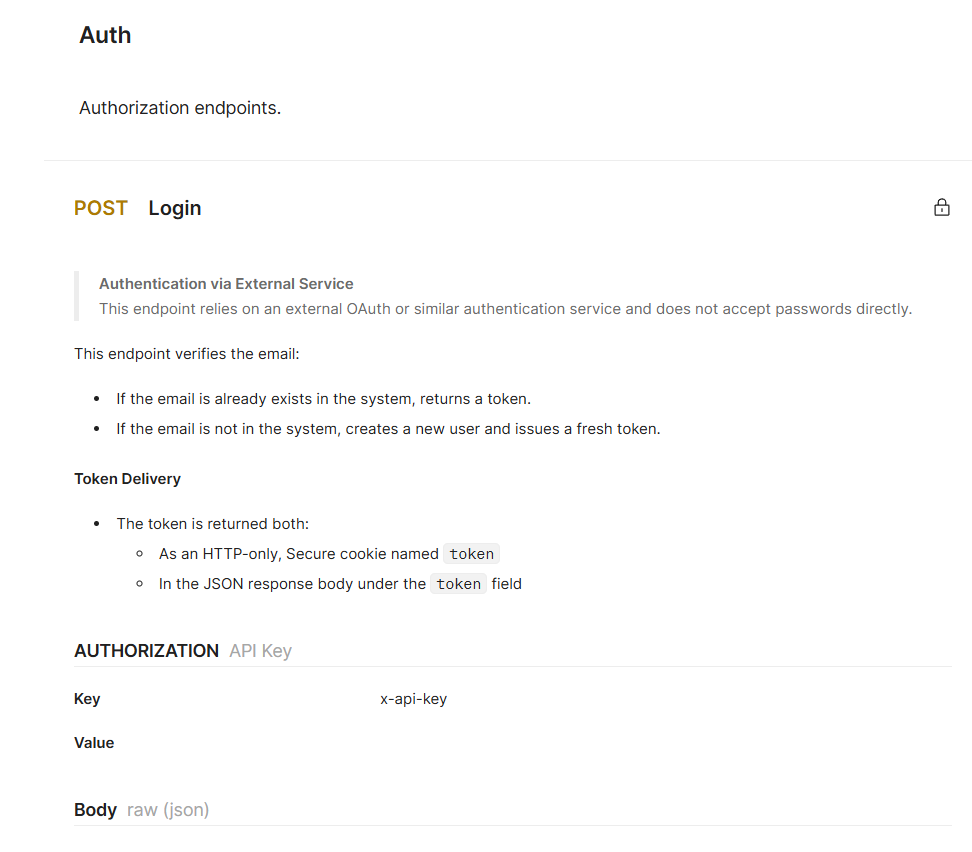 Auth
Authorization endpoints.
POST Login
Authentication via External Service
This endpoint relies on an external OAuth or similar authentication service and does not accept passwords directly.
This endpoint verifies the email:
• If the email is already exists in the system, returns a token.
• If the email is not in the system, creates a new user and issues a fresh token.
Token Delivery
• The token is returned both:
◦ As an HTTP-only, Secure cookie named token
◦ In the JSON response body under the token field
AUTHORIZATION API Key
Key x-api-key
Value
Body raw (json)